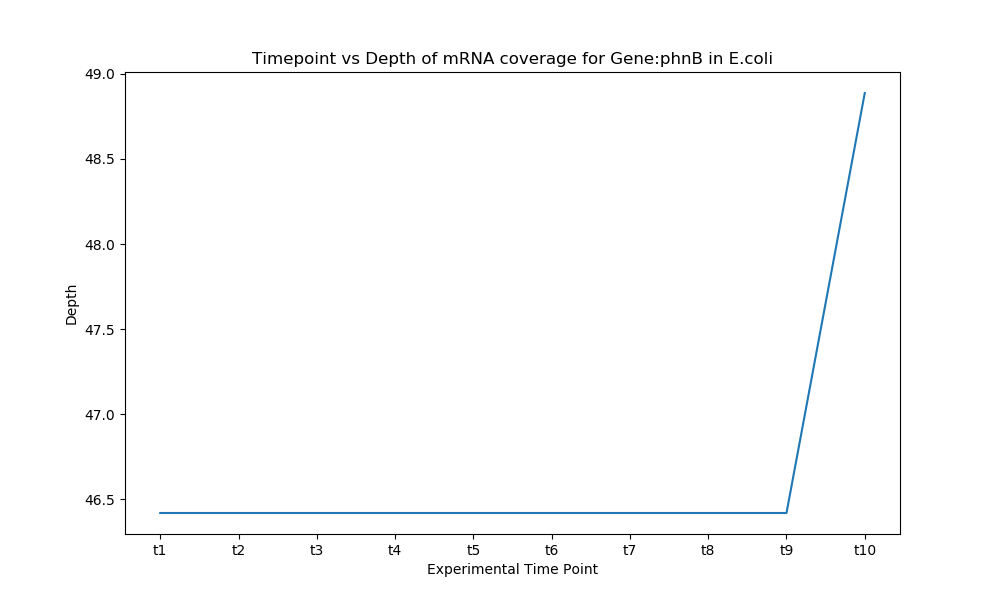 Timepoint vs Depth of mRNA coverage for Gene:phnB in E.coli
49.0
48.5
48.0
47.5
47.0
46.5
Depth
t1 t2 t3 t4 t5 t6 t7 t8 t9 t10
Experimental Time Point